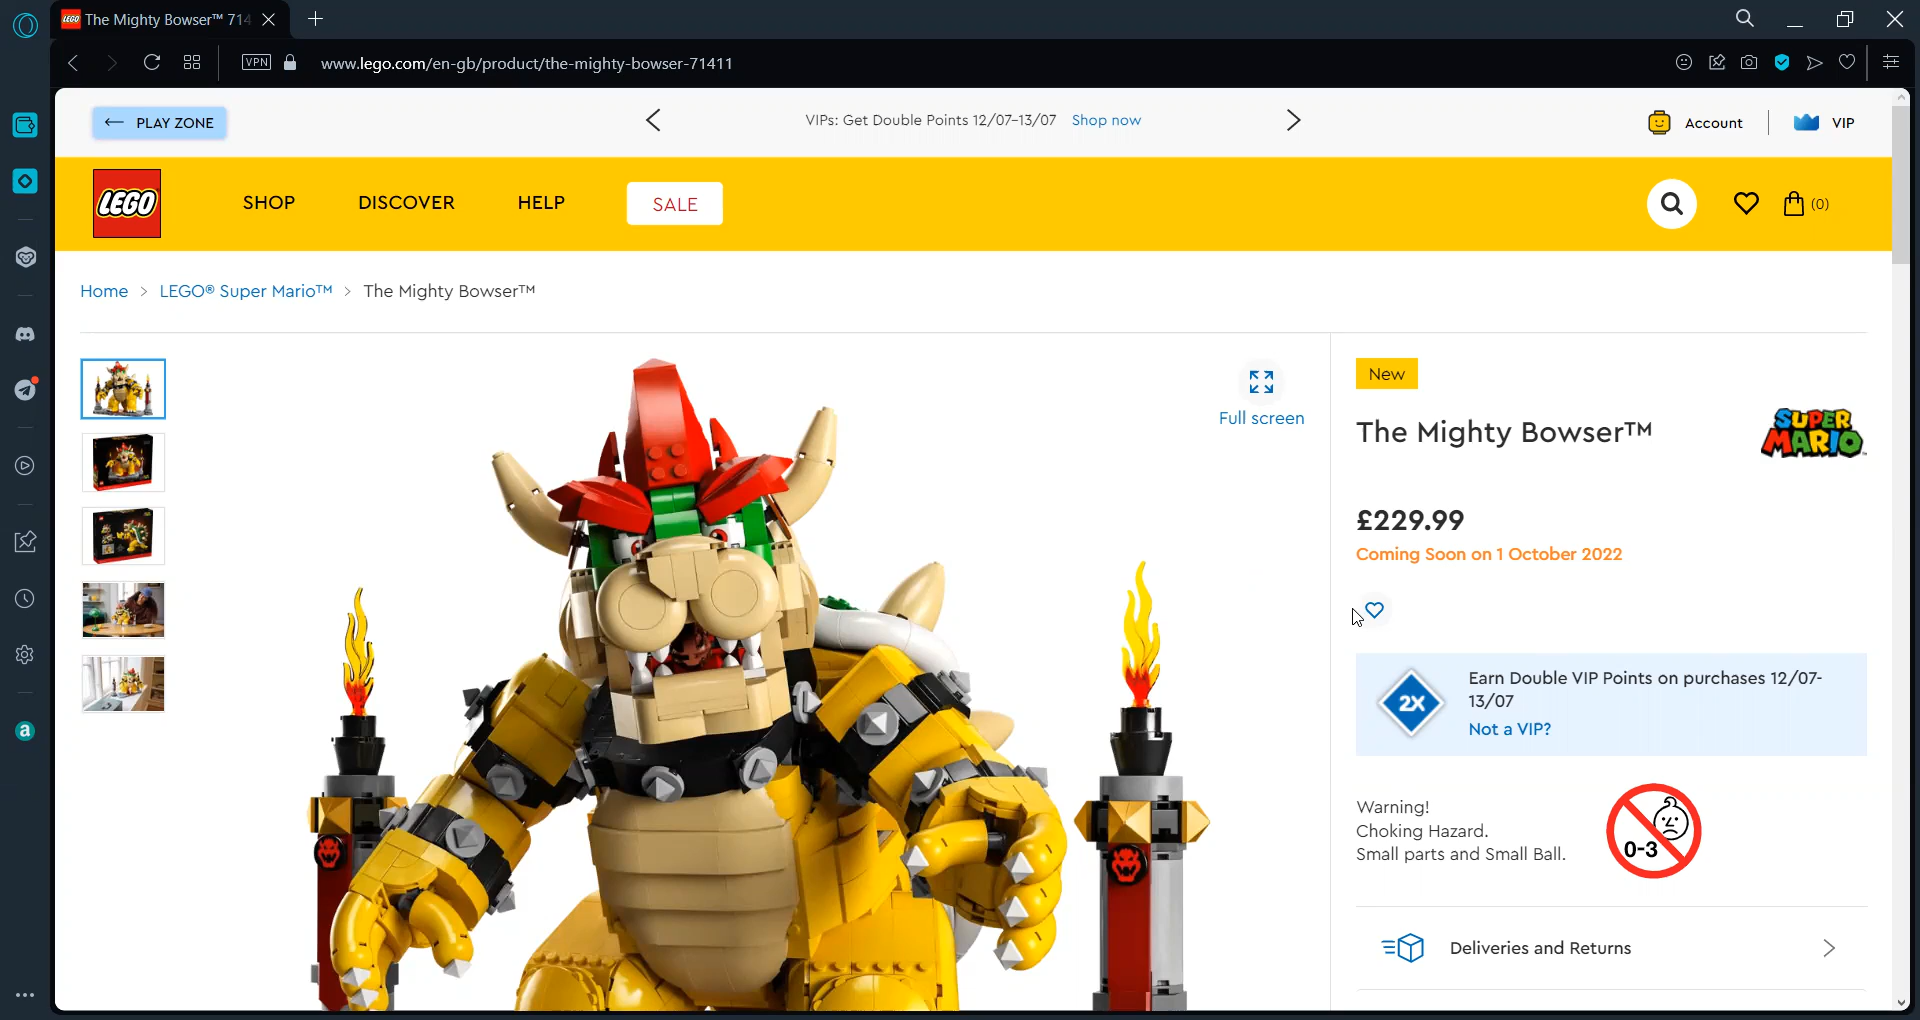 LEGO The Mighty Bowser™ 714
VPN www.lego.com/en-gb/product/the-mighty-bowser-71411
PLAY ZONE
VIPs: Get Double Points 12/07-13/07 Shop now
Account VIP
LEGO SHOP DISCOVER HELP SALE (0)
Home > LEGO® Super Mario™ > The Mighty Bowser™
Full screen
New
The Mighty Bowser™
SUPER
MARIO™
£229.99
Coming Soon on 1 October 2022
2X
Earn Double VIP Points on purchases 12/07-
13/07
Not a VIP?
Warning!
Choking Hazard.
Small parts and Small Ball.
0-3
Deliveries and Returns
a